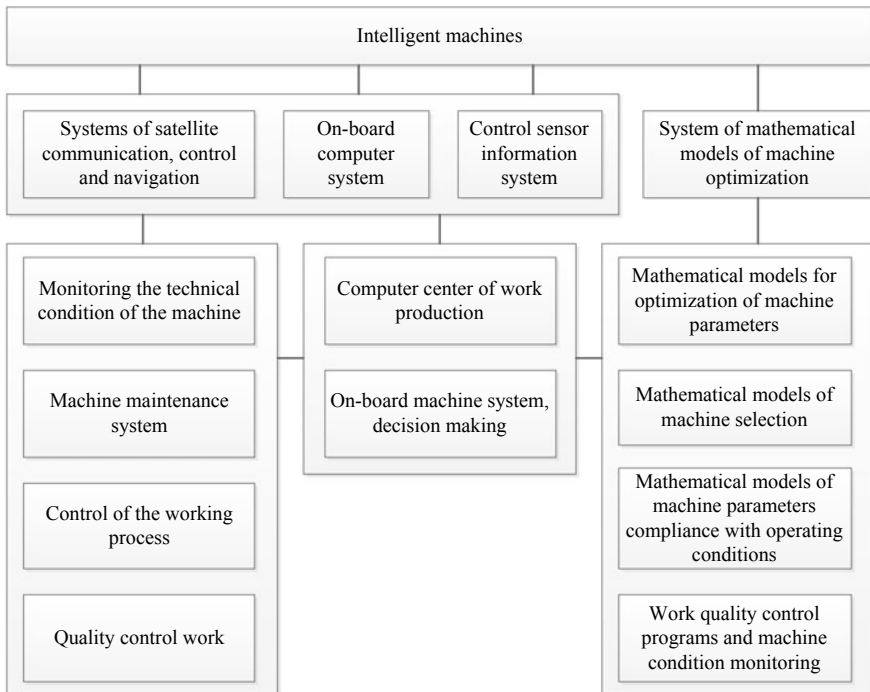 Intelligent machines
Systems of satellite
communication, control
and navigation
On-board
computer
system
Control sensor
information
system
System of mathematical
models of machine
optimization
Monitoring the technical
condition of the machine
Machine maintenance
system
Control of the working
process
Quality control work
Computer center of work
production
On-board machine system,
decision making
Mathematical models for
optimization of machine
parameters
Mathematical models of
machine selection
Mathematical models of
machine parameters
compliance with operating
conditions
Work quality control
programs and machine
condition monitoring